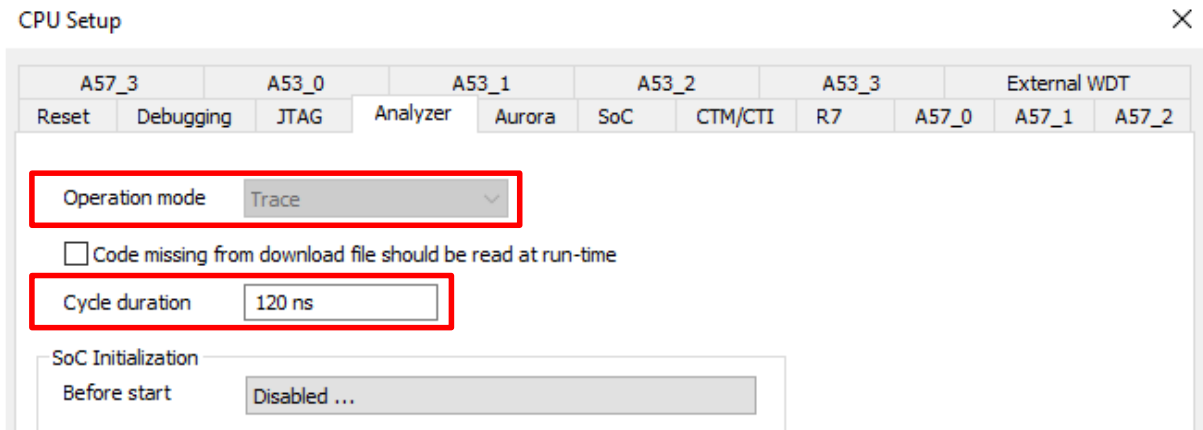 CPU Setup
A57_3 A53_0 A53_1 A53_2 A53_3 External WDT
Reset Debugging JTAG Analyzer Aurora SoC CTM/CTI R7 A57_0 A57_1 A57_2
Operation mode Trace
Code missing from download file should be read at run-time
Cycle duration 120 ns
SoC Initialization
Before start Disabled ...